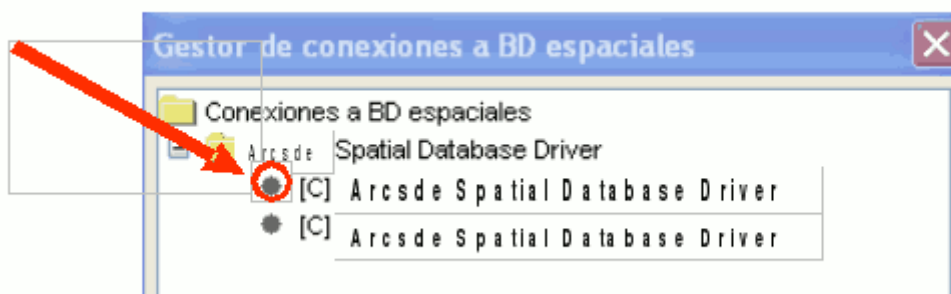 Gestor de conexiones a BD espaciales
Conexiones a BD espaciales
Arcsde Spatial Database Driver
[C] Arcsde Spatial Database Driver
[C] Arcsde Spatial Database Driver